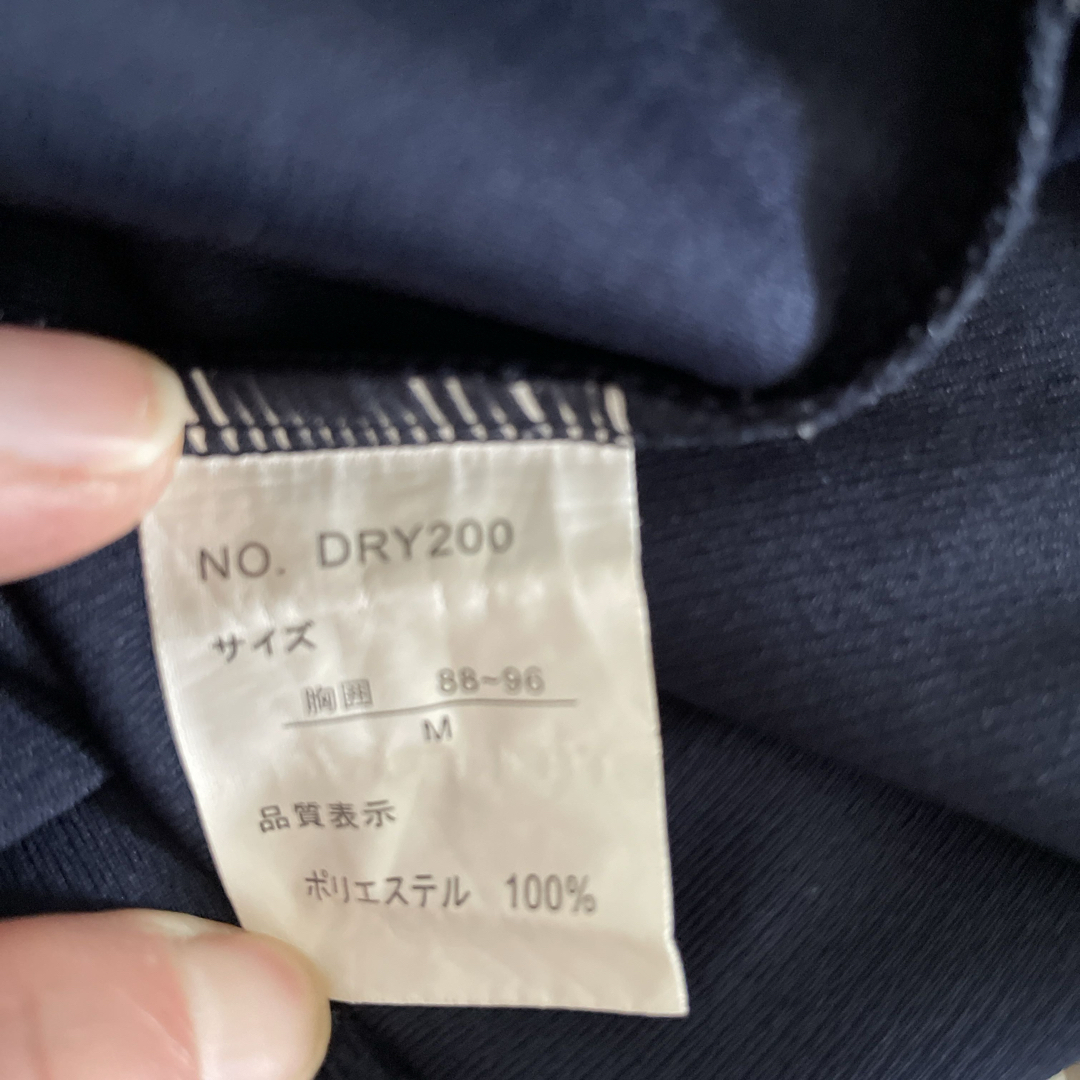 NO. DRY200
サイズ
胸囲 88~96
M
品質表示
ポリエステル 100%